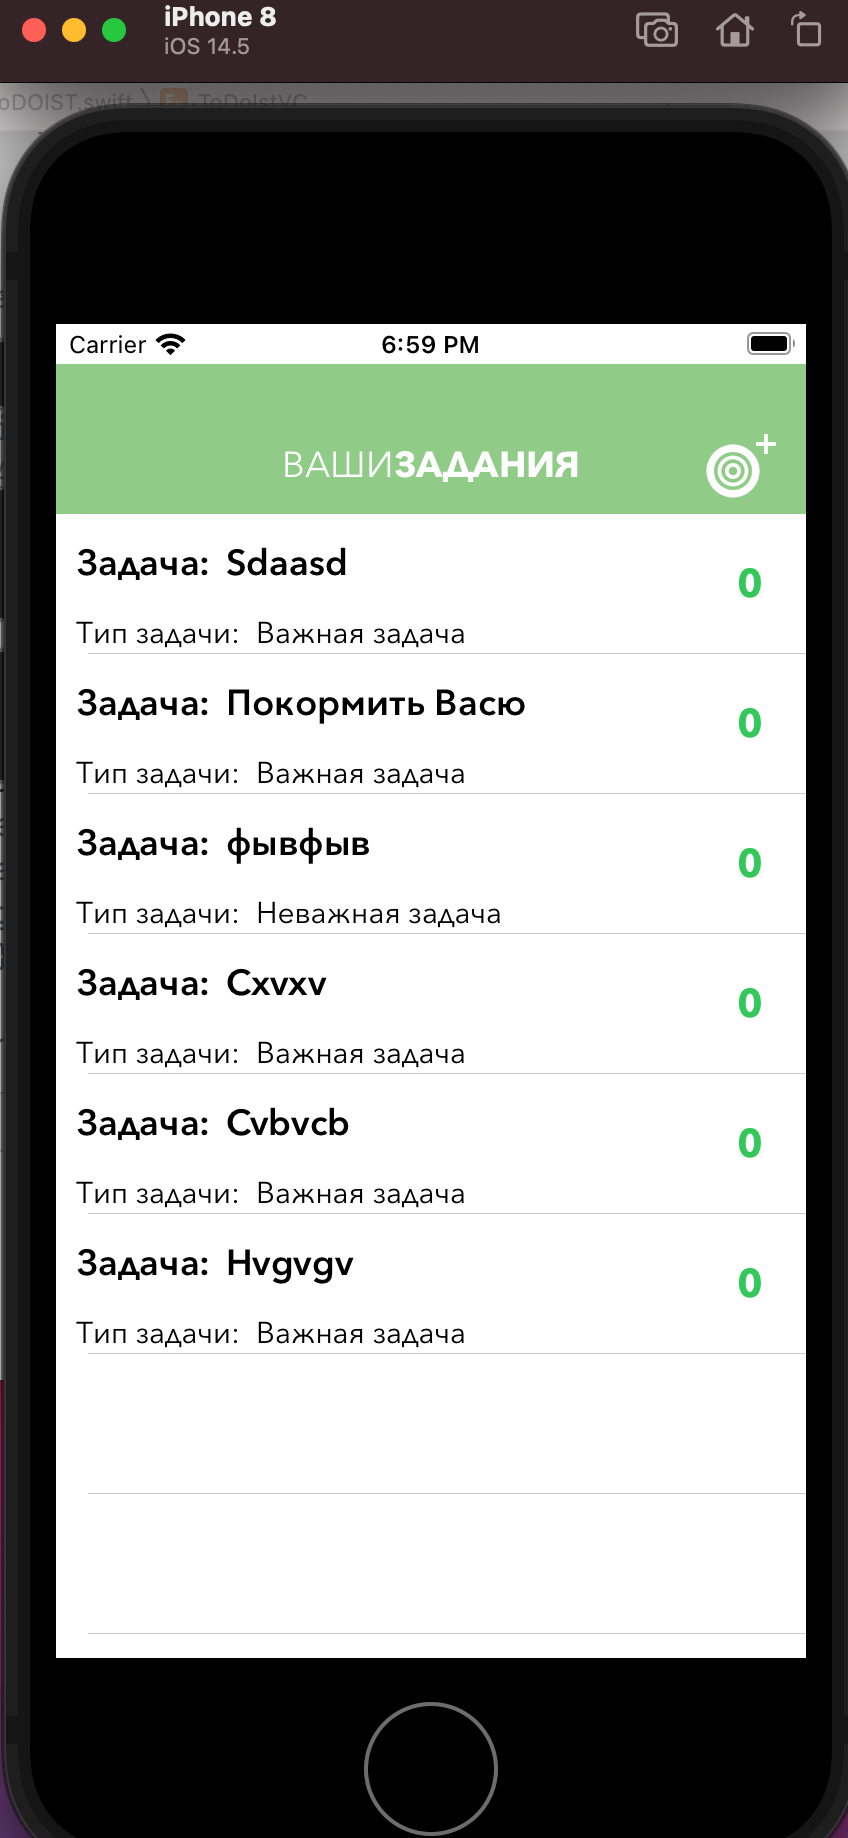 iPhone 8
iOS 14.5
ToDoIstVC
Carrier 6:59 PM
ВАШИЗАДАНИЯ
Задача: Sdaasd
0
Тип задачи: Важная задача
Задача: Покормить Васю
0
Тип задачи: Важная задача
Задача: фывфыв
0
Тип задачи: Неважная задача
Задача: Cxvxv
0
Тип задачи: Важная задача
Задача: Cvbvcb
0
Тип задачи: Важная задача
Задача: Hvgvgv
0
Тип задачи: Важная задача